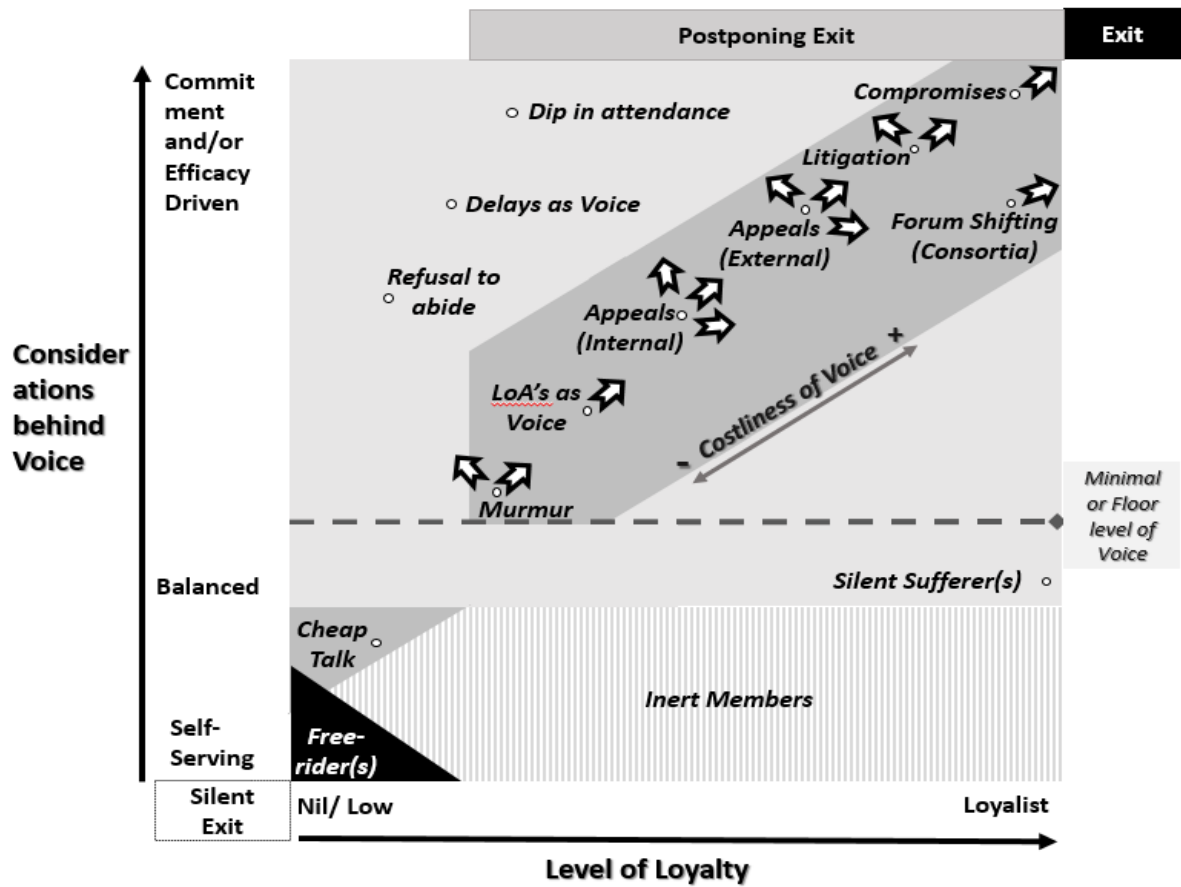 Postponing Exit
Exit
Commit
ment
and/or
Efficacy
Driven
Compromises
Dip in attendance
Litigation
Delays as Voice
Appeals
(External)
Forum Shifting
(Consortia)
Refusal to
abide
Appeals
(Internal)
Consider
ations
behind
Voice
+
Costliness of Voice
-
LoA's as
Voice
Murmur
Minimal
or Floor
level of
Voice
Balanced
Silent Sufferer(s)
Cheap
Talk
Inert Members
Self-
Serving
Free-
rider(s)
Silent
Exit
Nil/ Low
Loyalist
Level of Loyalty